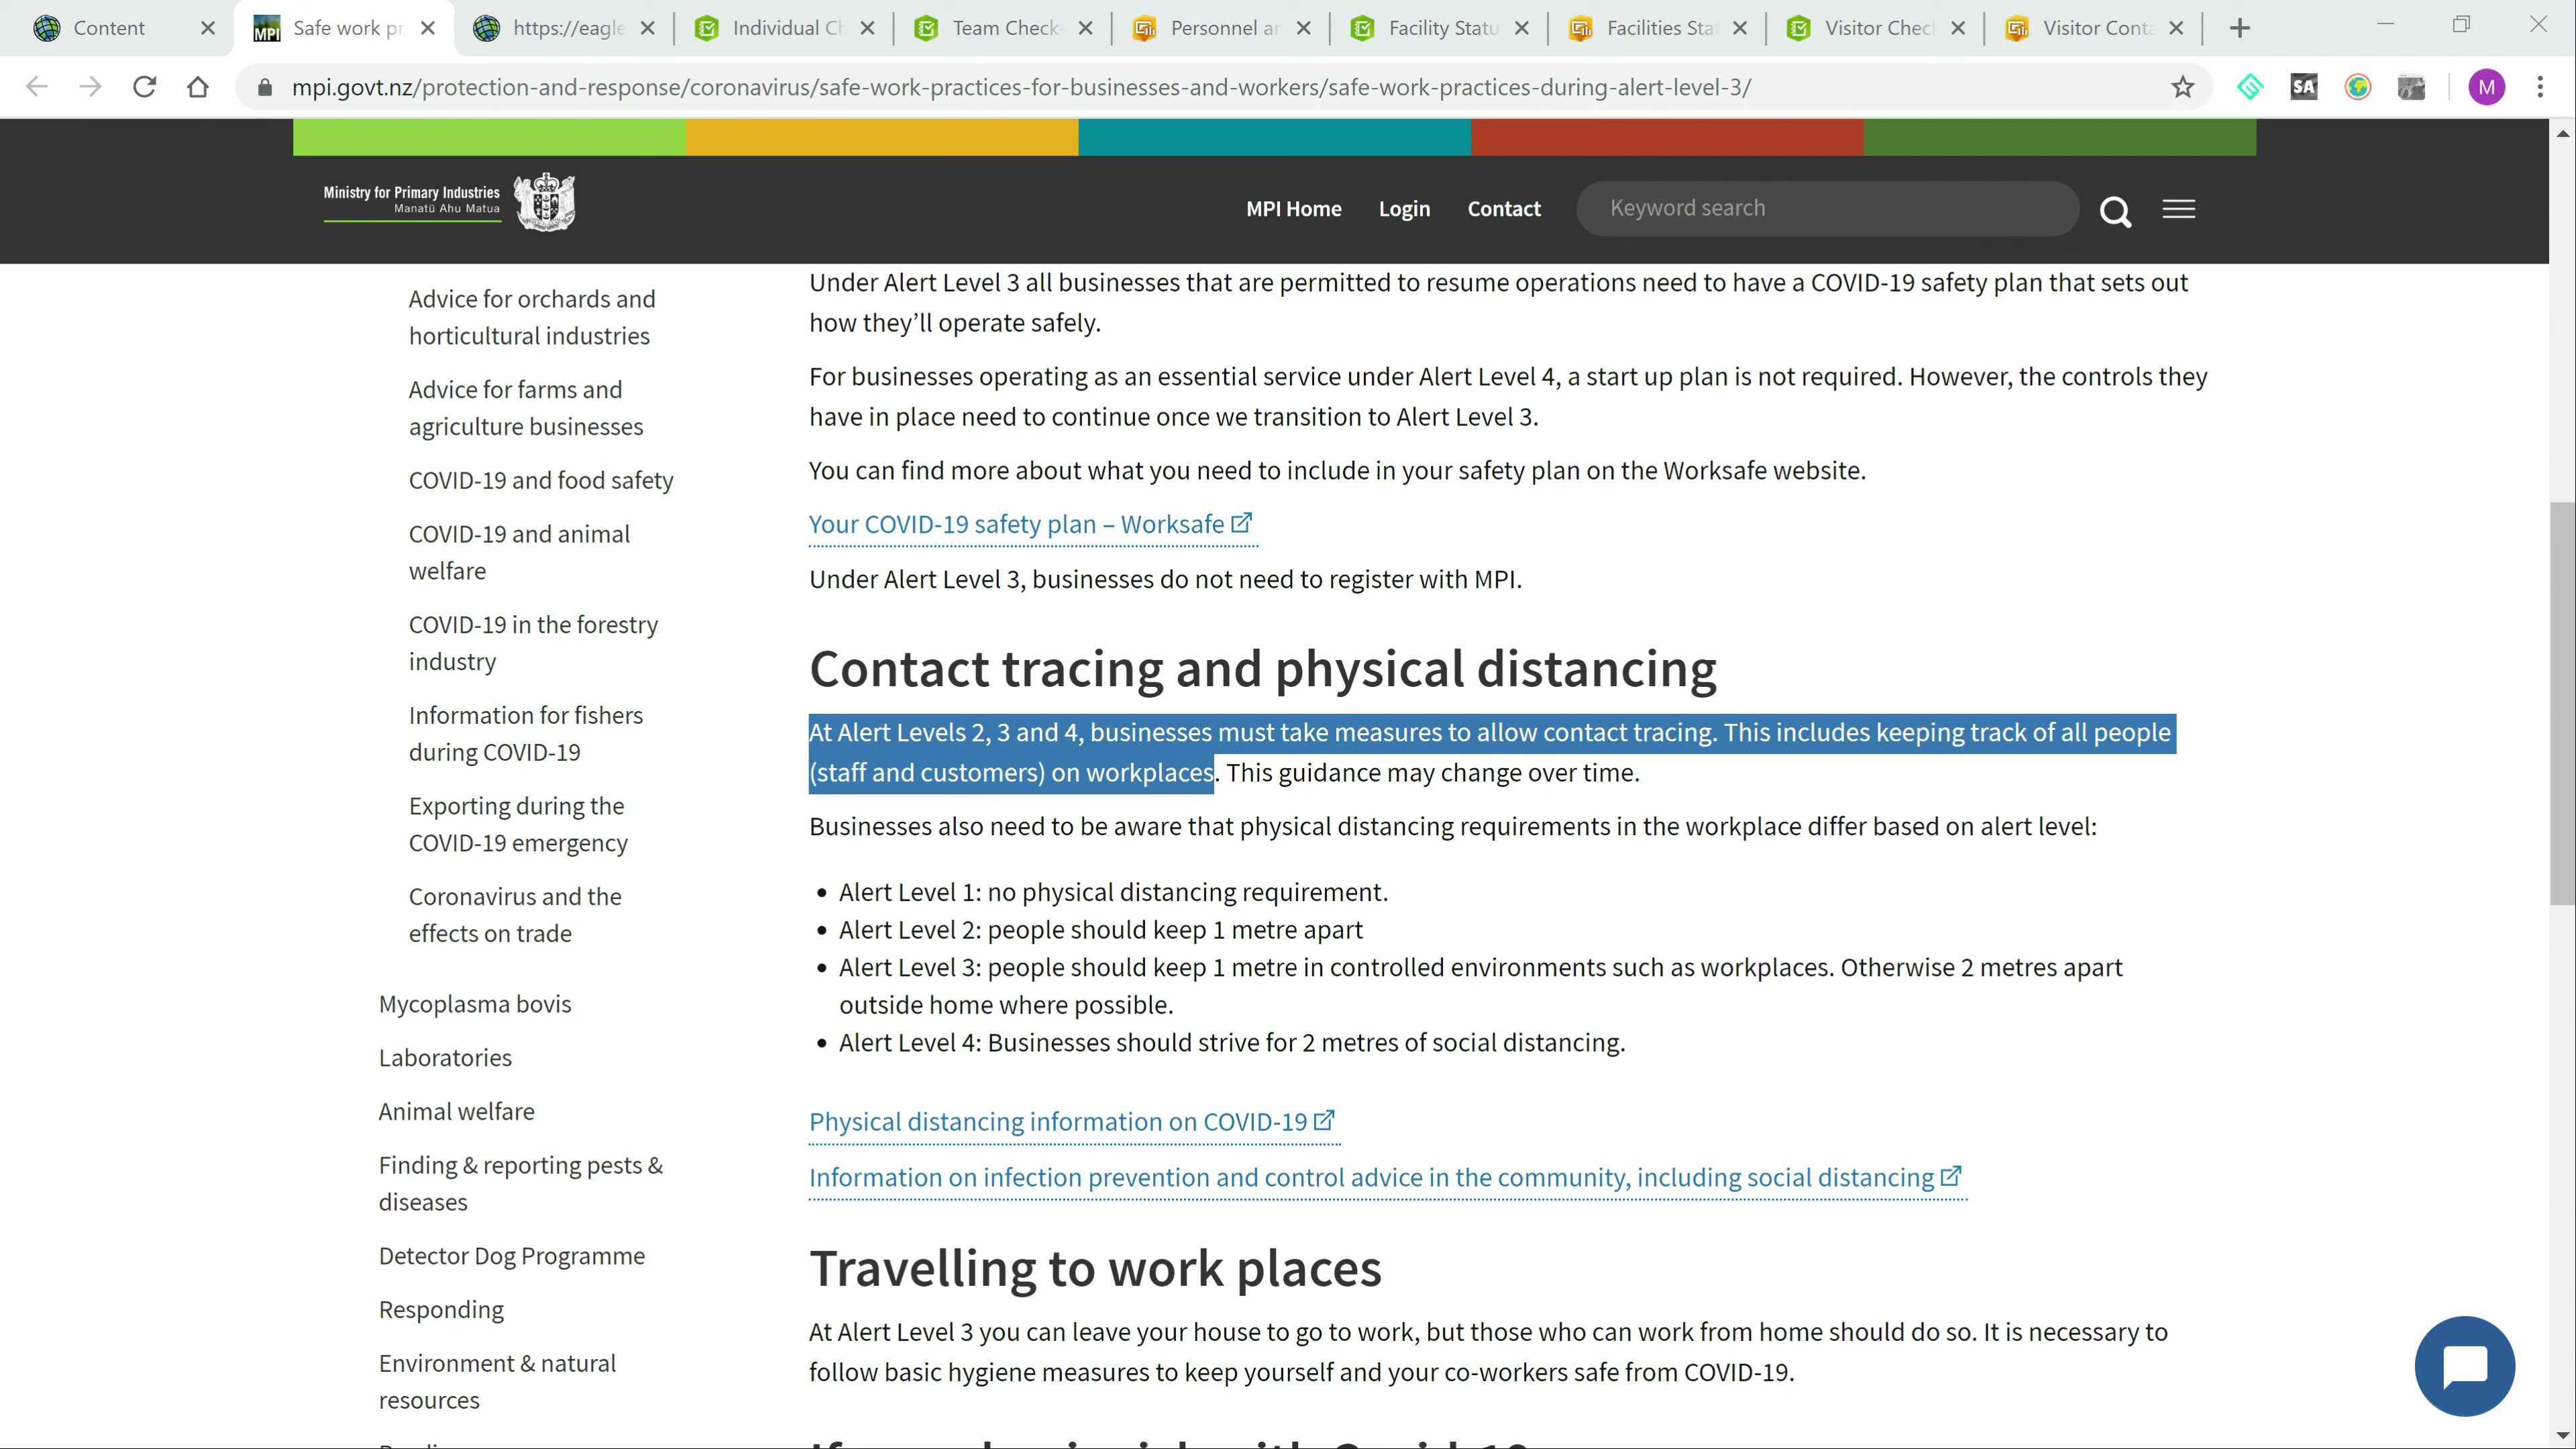 Content
MPI Safe work pr
https://eagle
Individual Ch
Team Check
Personnel an
Facility Statu
Facilities Stat
Visitor Check
Visitor Conta
mpi.govt.nz/protection-and-response/coronavirus/safe-work-practices-for-businesses-and-workers/safe-work-practices-during-alert-level-3/
SA
M
Ministry for Primary Industries
Manatū Ahu Matua
MPI Home
Login
Contact
Keyword search
Advice for orchards and
horticultural industries
Advice for farms and
agriculture businesses
COVID-19 and food safety
COVID-19 and animal
welfare
COVID-19 in the forestry
industry
Information for fishers
during COVID-19
Exporting during the
COVID-19 emergency
Coronavirus and the
effects on trade
Mycoplasma bovis
Laboratories
Animal welfare
Finding & reporting pests &
diseases
Detector Dog Programme
Responding
Environment & natural
resources
Under Alert Level 3 all businesses that are permitted to resume operations need to have a COVID-19 safety plan that sets out
how they’ll operate safely.
For businesses operating as an essential service under Alert Level 4, a start up plan is not required. However, the controls they
have in place need to continue once we transition to Alert Level 3.
You can find more about what you need to include in your safety plan on the Worksafe website.
Your COVID-19 safety plan – Worksafe
Under Alert Level 3, businesses do not need to register with MPI.
Contact tracing and physical distancing
At Alert Levels 2, 3 and 4, businesses must take measures to allow contact tracing. This includes keeping track of all people
(staff and customers) on workplaces. This guidance may change over time.
Businesses also need to be aware that physical distancing requirements in the workplace differ based on alert level:
• Alert Level 1: no physical distancing requirement.
• Alert Level 2: people should keep 1 metre apart
• Alert Level 3: people should keep 1 metre in controlled environments such as workplaces. Otherwise 2 metres apart
outside home where possible.
• Alert Level 4: Businesses should strive for 2 metres of social distancing.
Physical distancing information on COVID-19
Information on infection prevention and control advice in the community, including social distancing
Travelling to work places
At Alert Level 3 you can leave your house to go to work, but those who can work from home should do so. It is necessary to
follow basic hygiene measures to keep yourself and your co-workers safe from COVID-19.